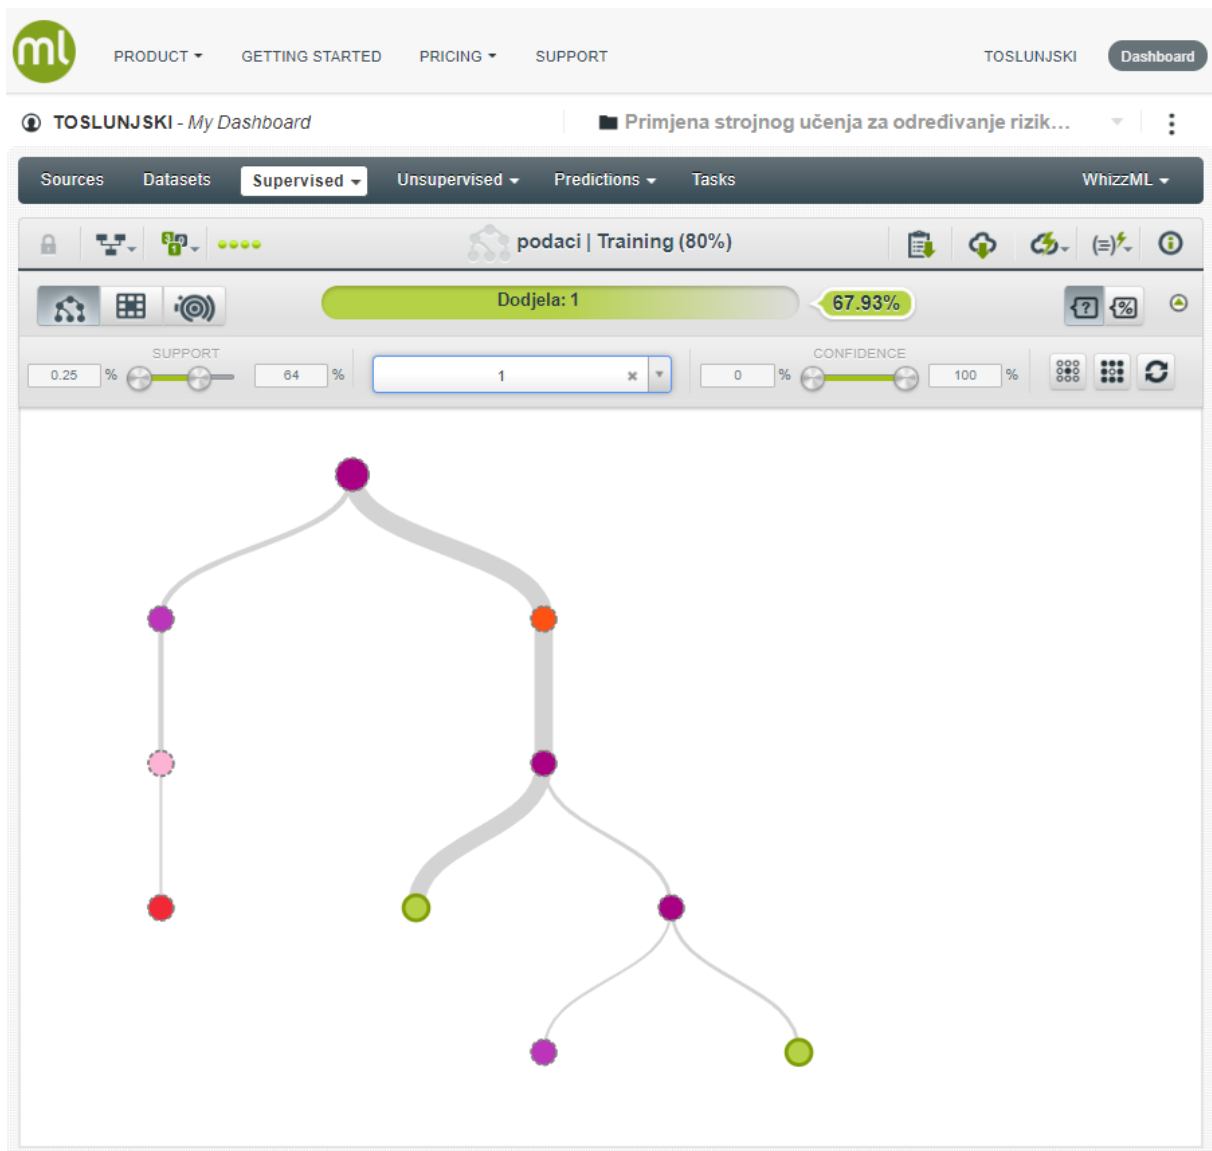 ml PRODUCT GETTING STARTED PRICING SUPPORT TOSLUNJSKI Dashboard
TOSLUNJSKI - My Dashboard Primjena strojnog učenja za određivanje rizik...
Sources Datasets Supervised Unsupervised Predictions Tasks WhizzML
podaci | Training (80%)
Dodjela: 1 67.93%
SUPPORT CONFIDENCE
0.25 % 64 % 1 0 % 100 %